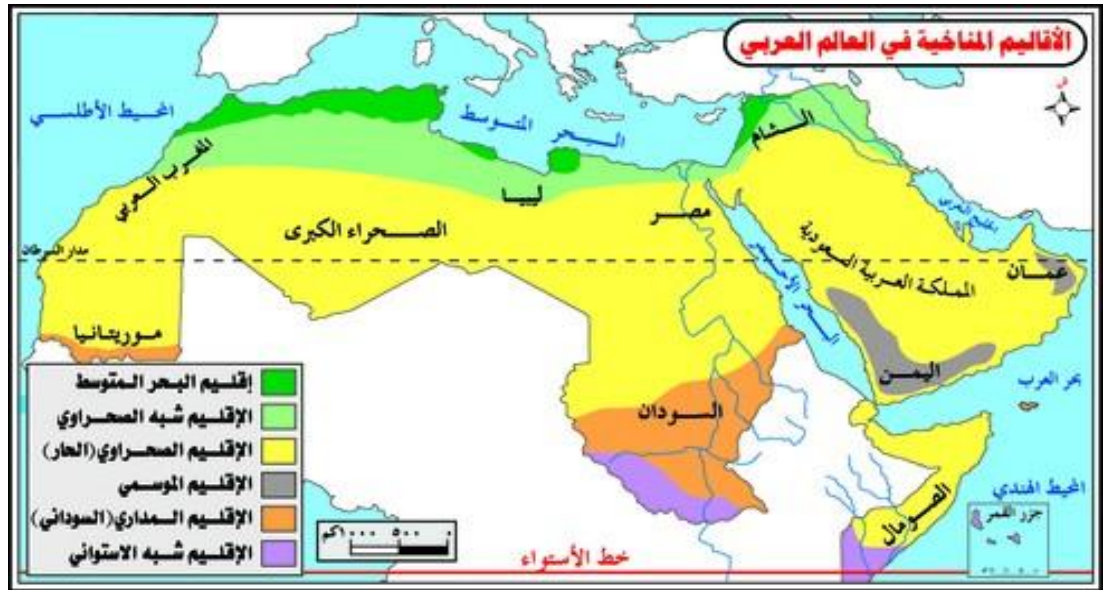 الأقاليم المناخية في العالم العربي
المحيط الأطلسي
البحر المتوسط
الشام
المغرب العربي
ليبيا
مصر
الخليج العربي
الصحراء الكبرى
المملكة العربية السعودية
عمان
مدار السرطان
البحر الأحمر
موريتانيا
اليمن
بحر العرب
السودان
الصومال
المحيط الهندي
جزر القمر
إقليم البحر المتوسط
الإقليم شبه الصحراوي
الإقليم الصحراوي (الحار)
الإقليم الموسمي
الإقليم المداري (السوداني)
الإقليم شبه الاستوائي
٠ ٥٠٠ ١٠٠٠كم
خط الأستواء